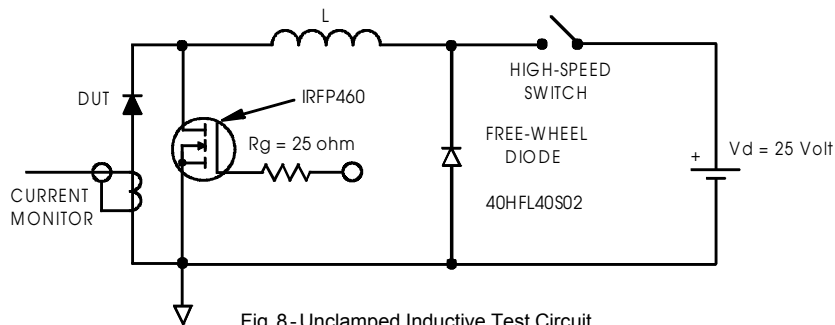 L
HIGH-SPEED
SWITCH
DUT
IRFP460
Rg = 25 ohm
FREE-WHEEL
DIODE
+
Vd = 25 Volt
40HFL40S02
CURRENT
MONITOR
Fig. 8 - Unclamped Inductive Test Circuit